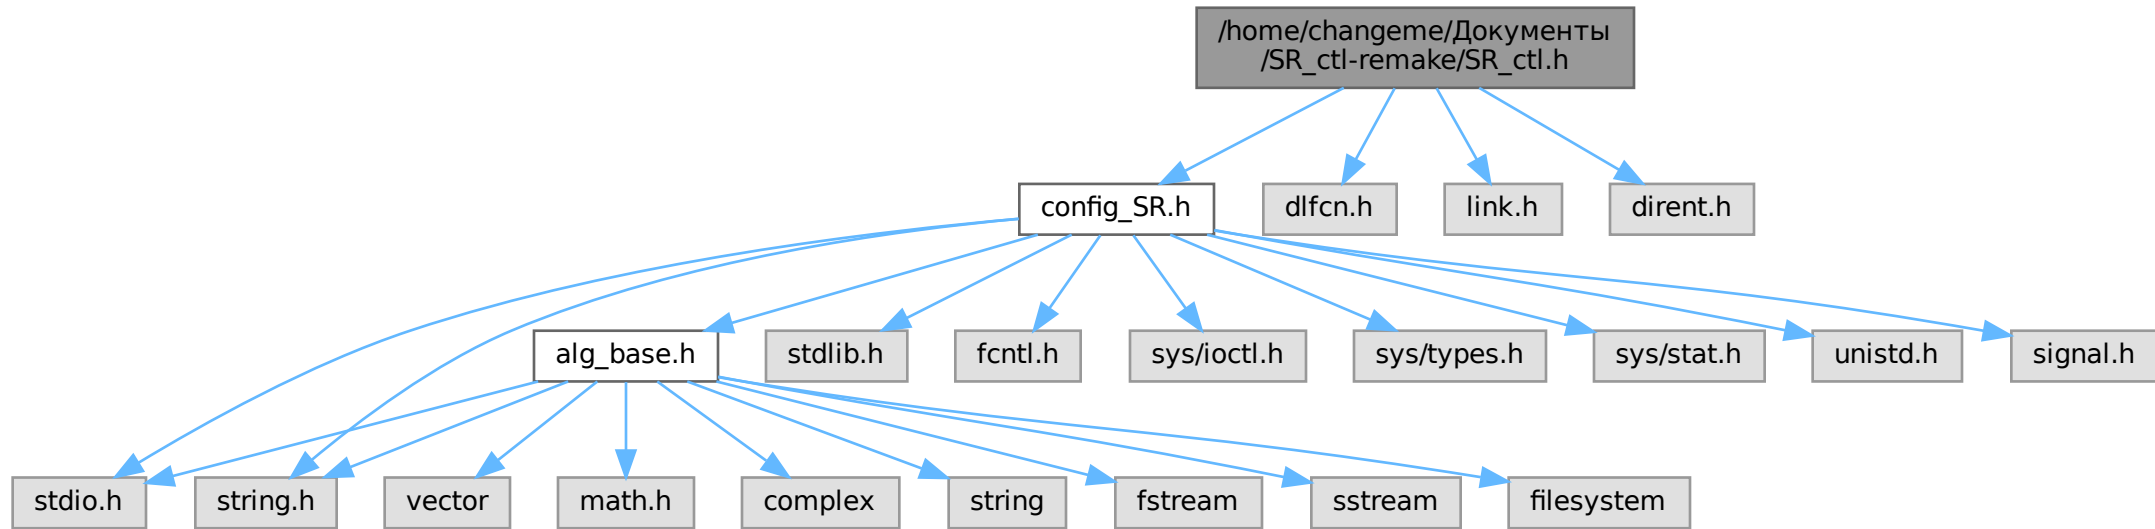 /home/changeme/Документы
/SR_ctl-remake/SR_ctl.h
config_SR.h
dlfcn.h
link.h
dirent.h
alg_base.h
stdlib.h
fcntl.h
sys/ioctl.h
sys/types.h
sys/stat.h
unistd.h
signal.h
stdio.h
string.h
vector
math.h
complex
string
fstream
sstream
filesystem